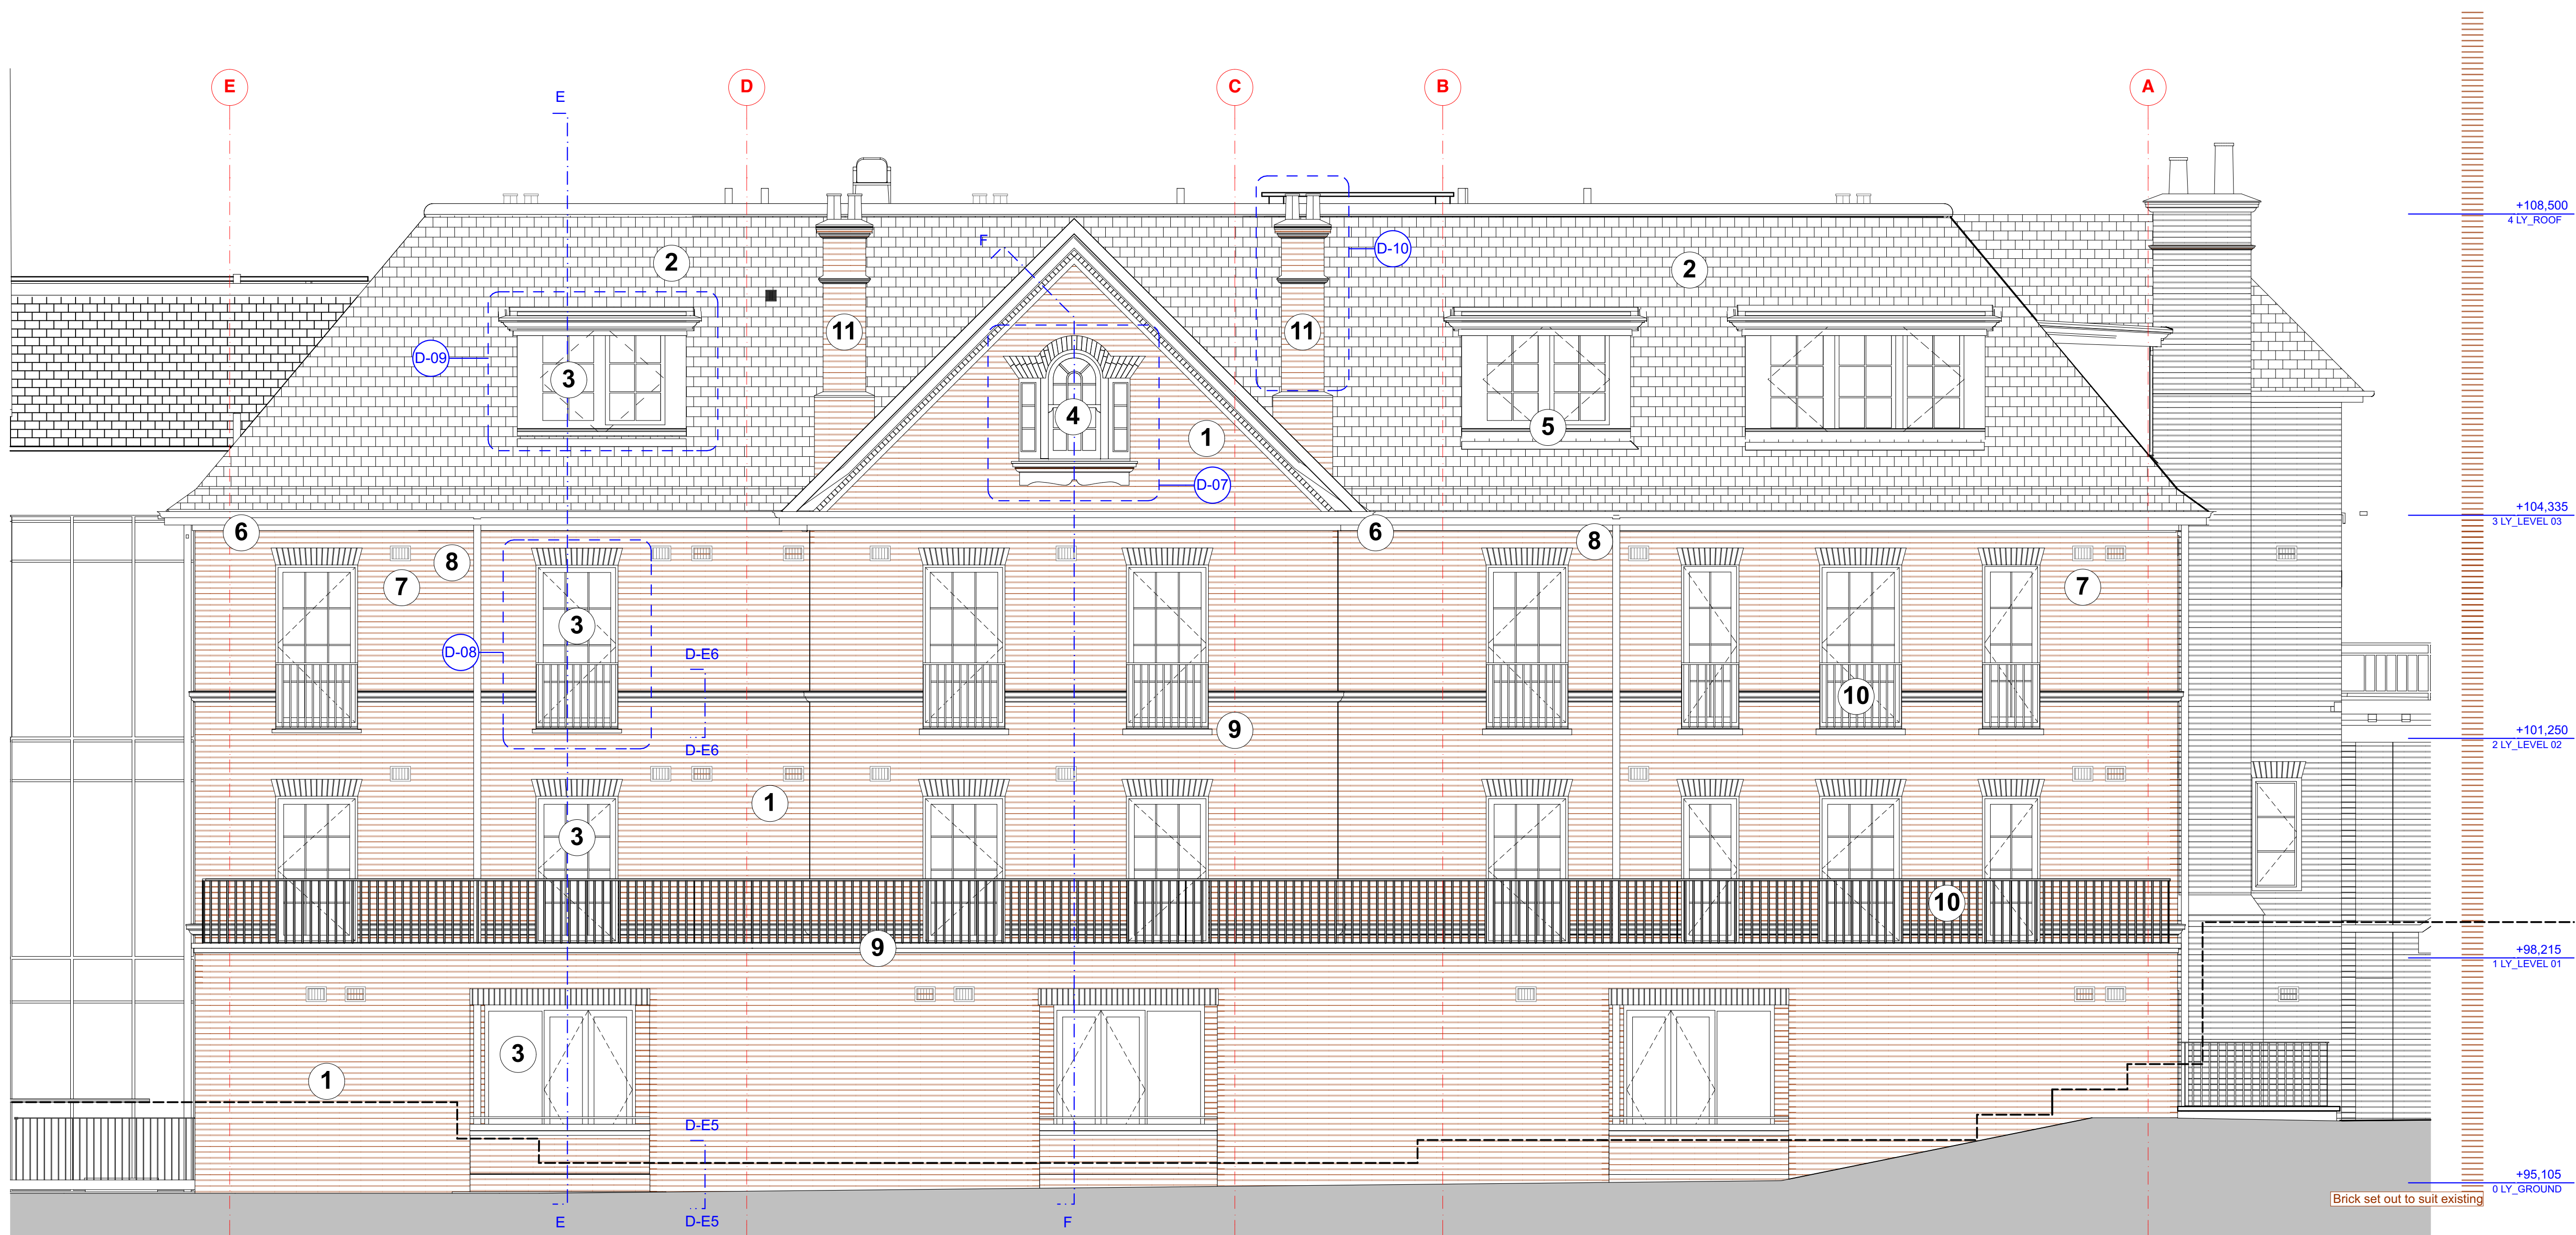 E
E
D
C
B
A
F
D-10
2
2
11
11
D-09
3
4
5
1
D-07
+108,500
4 LY_ROOF
+104,335
3 LY_LEVEL 03
6
6
8
8
7
7
3
D-08
D-E6
D-E6
10
9
+101,250
2 LY_LEVEL 02
1
3
10
9
+98,215
1 LY_LEVEL 01
3
1
D-E5
D-E5
E
F
+95,105
0 LY_GROUND
Brick set out to suit existing